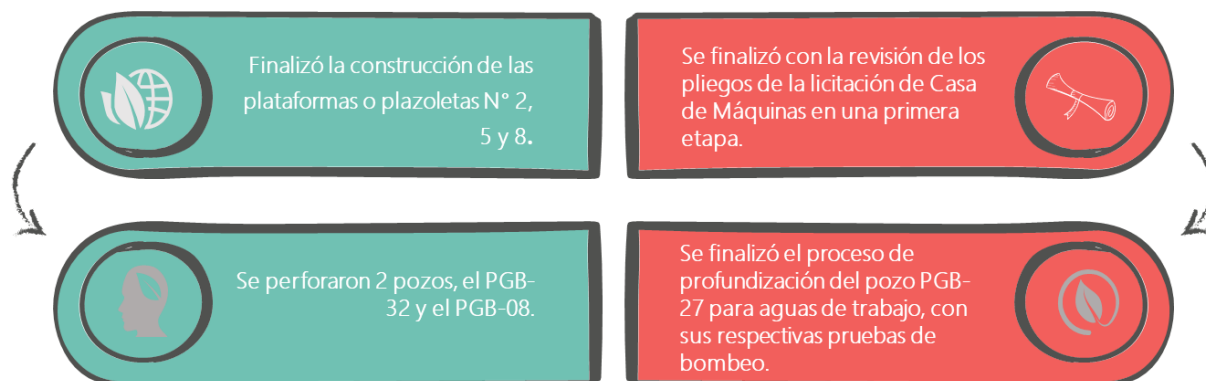 Finalizó la construcción de las
plataformas o plazoletas N° 2,
5 y 8.
Se finalizó con la revisión de los
pliegos de la licitación de Casa
de Máquinas en una primera
etapa.
Se perforaron 2 pozos, el PGB-
32 y el PGB-08.
Se finalizó el proceso de
profundización del pozo PGB-
27 para aguas de trabajo, con
sus respectivas pruebas de
bombeo.